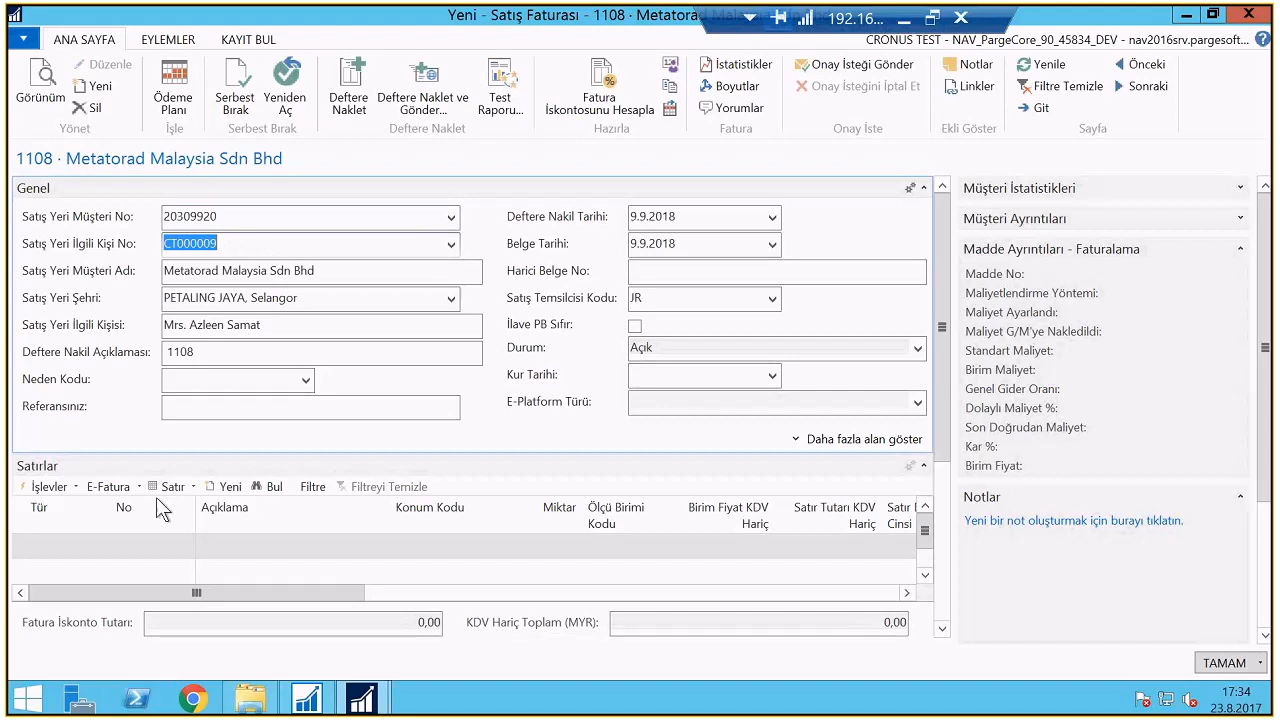 Yeni - Satış Faturası - 1108 · Metatorad
192.16...
ANA SAYFA EYLEMLER KAYIT BUL
CRONUS TEST - NAV_PargeCore_90_45834_DEV - nav2016srv.pargesoft...
Görünüm
Düzenle
Yeni
Sil
Yönet
Ödeme Planı
İşle
Serbest Bırak
Yeniden Aç
Serbest Bırak
Deftere Naklet
Deftere Naklet ve Gönder...
Test Raporu...
Deftere Naklet
Fatura İskontosunu Hesapla
Hazırla
İstatistikler
Boyutlar
Yorumlar
Fatura
Onay İsteği Gönder
Onay İsteğini İptal Et
Onay İste
Notlar
Linkler
Ekli Göster
Yenile
Filtre Temizle
Git
Önceki
Sonraki
Sayfa
1108 · Metatorad Malaysia Sdn Bhd
Genel
Satış Yeri Müşteri No: 20309920
Satış Yeri İlgili Kişi No: CT000009
Satış Yeri Müşteri Adı: Metatorad Malaysia Sdn Bhd
Satış Yeri Şehri: PETALING JAYA, Selangor
Satış Yeri İlgili Kişisi: Mrs. Azleen Samat
Deftere Nakil Açıklaması: 1108
Neden Kodu:
Referansınız:
Deftere Nakil Tarihi: 9.9.2018
Belge Tarihi: 9.9.2018
Harici Belge No:
Satış Temsilcisi Kodu: JR
İlave PB Sıfır:
Durum: Açık
Kur Tarihi:
E-Platform Türü:
Daha fazla alan göster
Satırlar
İşlevler E-Fatura Satır Yeni Bul Filtre Filtreyi Temizle
Tür No Açıklama Konum Kodu Miktar Ölçü Birimi Kodu Birim Fiyat KDV Hariç Satır Tutarı KDV Hariç Satır Cinsi
Fatura İskonto Tutarı: 0,00 KDV Hariç Toplam (MYR): 0,00
Müşteri İstatistikleri
Müşteri Ayrıntıları
Madde Ayrıntıları - Faturalama
Madde No:
Maliyetlendirme Yöntemi:
Maliyet Ayarlandı:
Maliyet G/M'ye Nakledildi:
Standart Maliyet:
Birim Maliyet:
Genel Gider Oranı:
Dolaylı Maliyet %:
Son Doğrudan Maliyet:
Kar %:
Birim Fiyat:
Notlar
Yeni bir not oluşturmak için burayı tıklatın.
TAMAM
17:34
23.8.2017